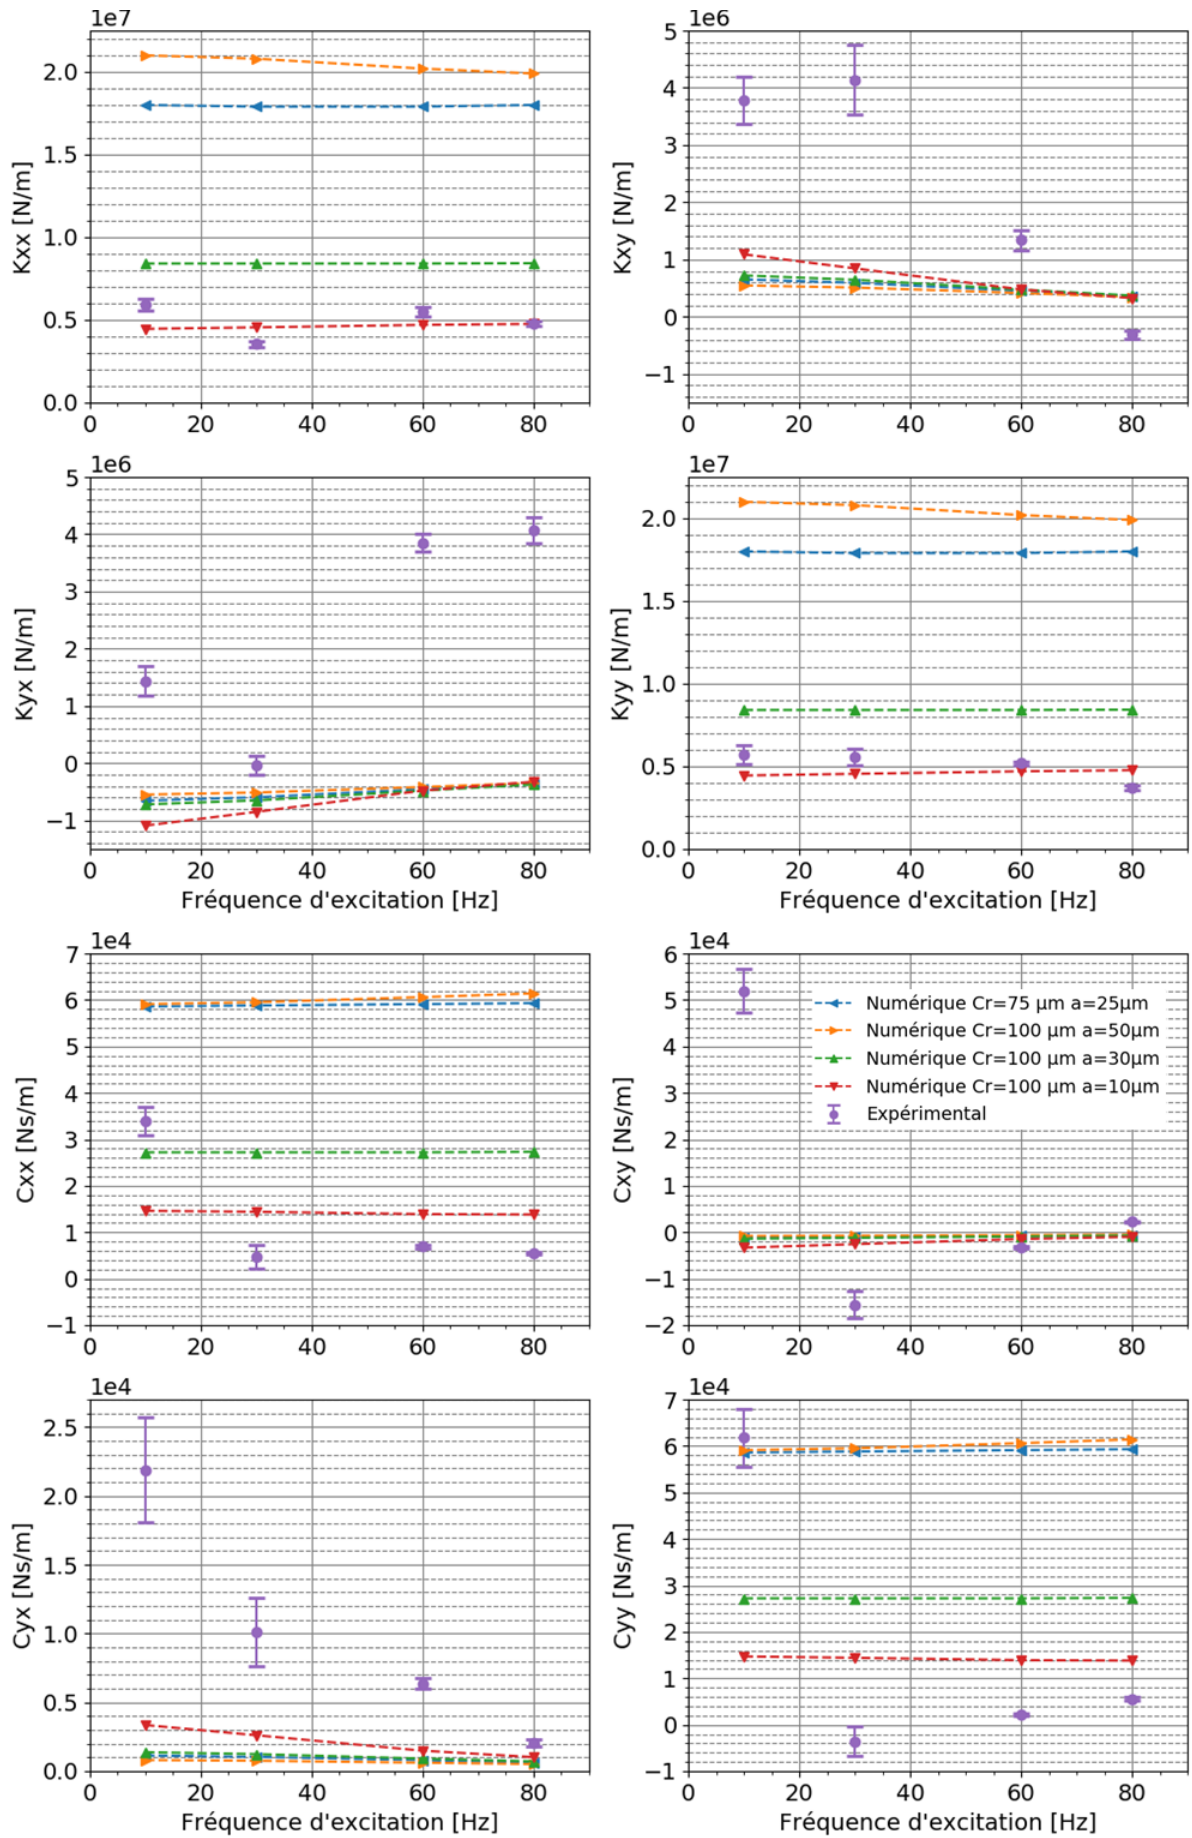 1e7
Kxx [N/m]
2.0
1.5
1.0
0.5
0.0
0 20 40 60 80
1e6
Kxy [N/m]
5
4
3
2
1
0
−1
0 20 40 60 80
1e6
Kyx [N/m]
5
4
3
2
1
0
−1
0 20 40 60 80
Fréquence d'excitation [Hz]
1e7
Kyy [N/m]
2.0
1.5
1.0
0.5
0.0
0 20 40 60 80
Fréquence d'excitation [Hz]
1e4
Cxx [Ns/m]
7
6
5
4
3
2
1
0
−1
0 20 40 60 80
1e4
Cxy [Ns/m]
6
5
4
3
2
1
0
−1
−2
0 20 40 60 80
Numérique Cr=75 μm a=25μm
Numérique Cr=100 μm a=50μm
Numérique Cr=100 μm a=30μm
Numérique Cr=100 μm a=10μm
Expérimental
1e4
Cyx [Ns/m]
2.5
2.0
1.5
1.0
0.5
0.0
0 20 40 60 80
Fréquence d'excitation [Hz]
1e4
Cyy [Ns/m]
7
6
5
4
3
2
1
0
−1
0 20 40 60 80
Fréquence d'excitation [Hz]